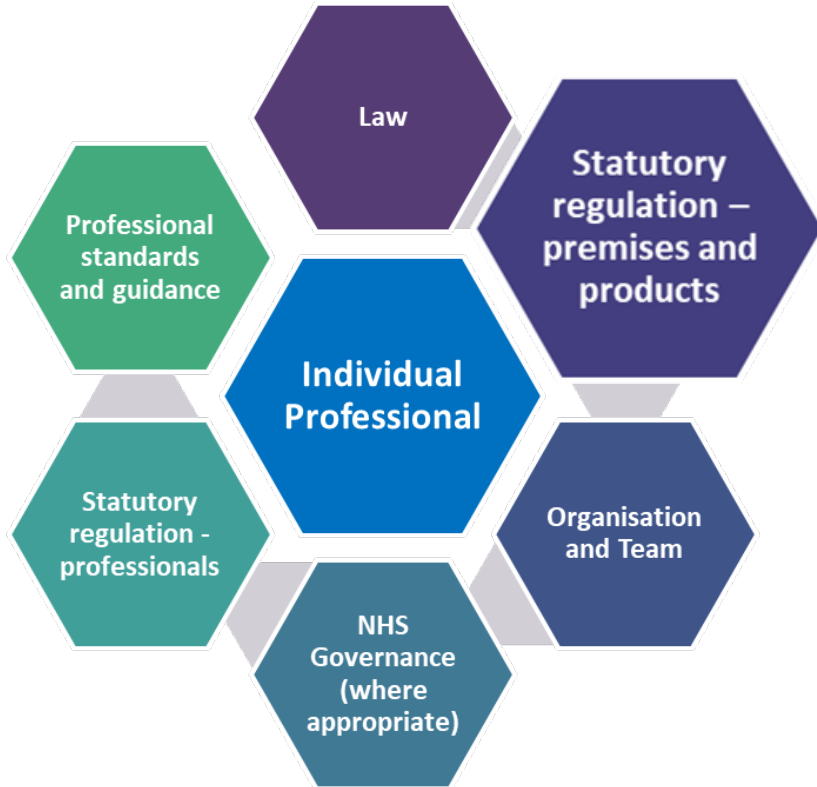 Law
Statutory
regulation –
premises and
products
Professional
standards
and guidance
Individual
Professional
Statutory
regulation -
professionals
Organisation
and Team
NHS
Governance
(where
appropriate)